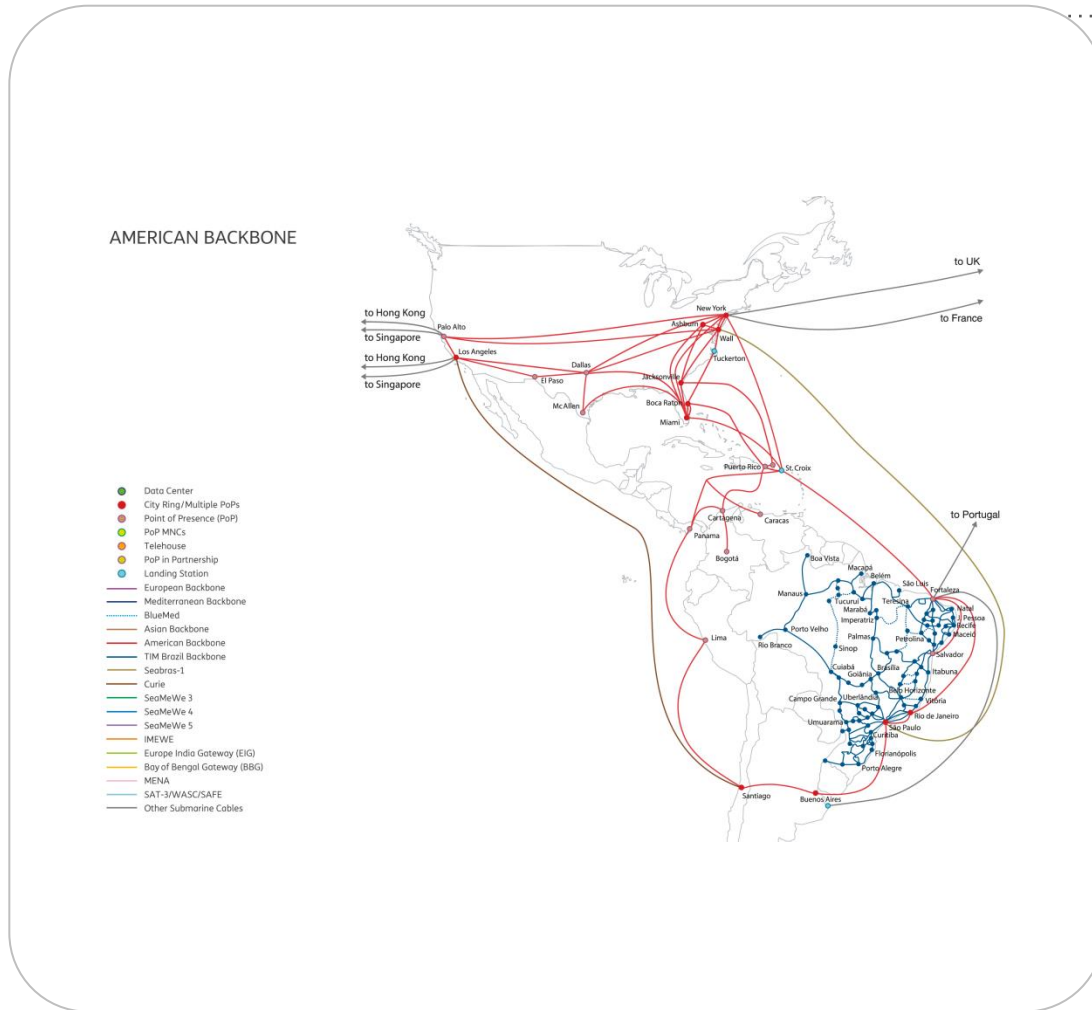 AMERICAN BACKBONE
to UK
to France
to Hong Kong
to Singapore
to Hong Kong
to Singapore
Palo Alto
Los Angeles
New York
Ashburn
Wall
Tuckerton
Dallas
El Paso
McAllen
Jacksonville
Boca Raton
Miami
Puerto Rico
St. Croix
Cartagena
Caracas
Panama
Bogotá
to Portugal
Boa Vista
Macapá
Belém
São Luis
Fortaleza
Manaus
Tucuruí
Teresina
Natal
Marabá
J. Pessoa
Imperatriz
Recife
Porto Velho
Palmas
Petrolina
Maceió
Rio Branco
Sinop
Salvador
Lima
Cuiabá
Brasília
Itabuna
Goiânia
Campo Grande
Uberlândia
Belo Horizonte
Vitória
Umuarama
São Paulo
Rio de Janeiro
Curitiba
Florianópolis
Porto Alegre
Santiago
Buenos Aires
Data Center
City Ring/Multiple PoPs
Point of Presence (PoP)
PoP MNCs
Telehouse
PoP in Partnership
Landing Station
European Backbone
Mediterranean Backbone
BlueMed
Asian Backbone
American Backbone
TIM Brazil Backbone
Seabras-1
Curie
SeaMeWe 3
SeaMeWe 4
SeaMeWe 5
IMEWE
Europe India Gateway (EIG)
Bay of Bengal Gateway (BBG)
MENA
SAT-3/WASC/SAFE
Other Submarine Cables